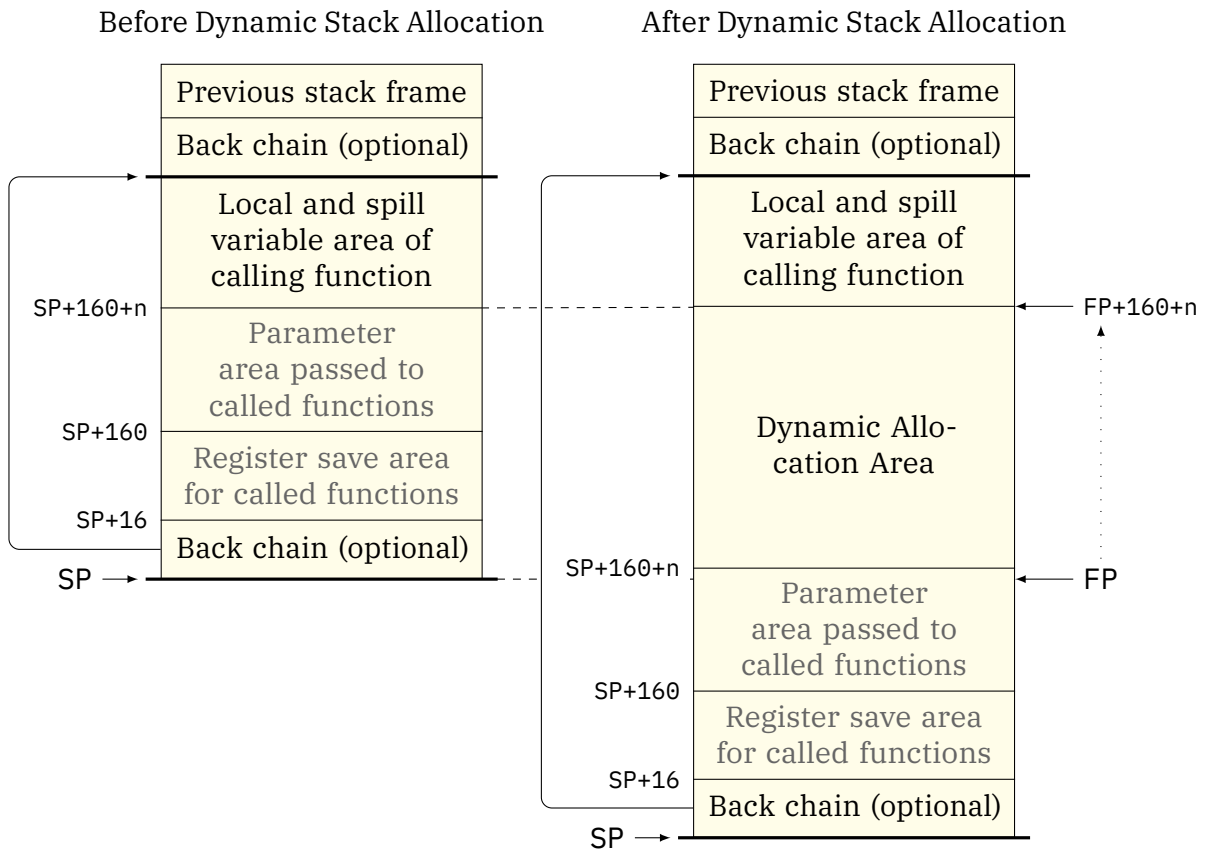 Before Dynamic Stack Allocation
Previous stack frame
Back chain (optional)
Local and spill
variable area of
calling function
SP+160+n
Parameter
area passed to
called functions
SP+160
Register save area
for called functions
SP+16
Back chain (optional)
SP
After Dynamic Stack Allocation
Previous stack frame
Back chain (optional)
Local and spill
variable area of
calling function
FP+160+n
Dynamic Allo-
cation Area
SP+160+n
FP
Parameter
area passed to
called functions
SP+160
Register save area
for called functions
SP+16
Back chain (optional)
SP